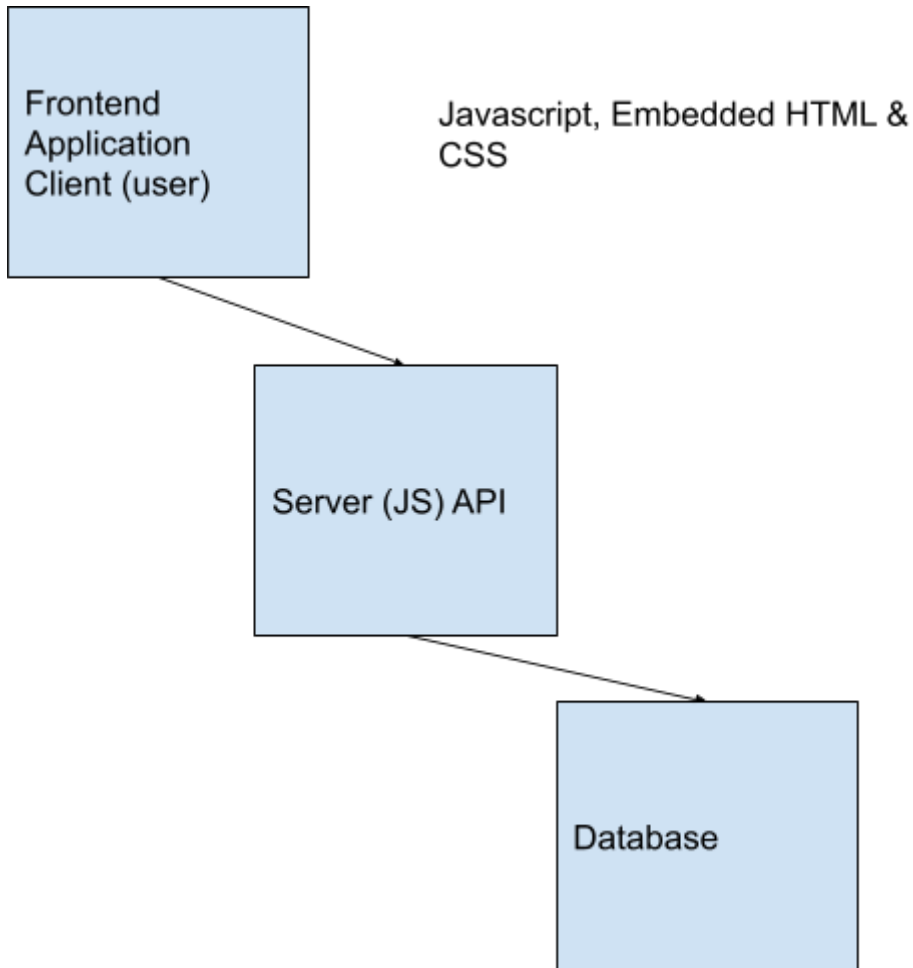 Frontend
Application
Client (user)
Javascript, Embedded HTML &
CSS
Server (JS) API
Database